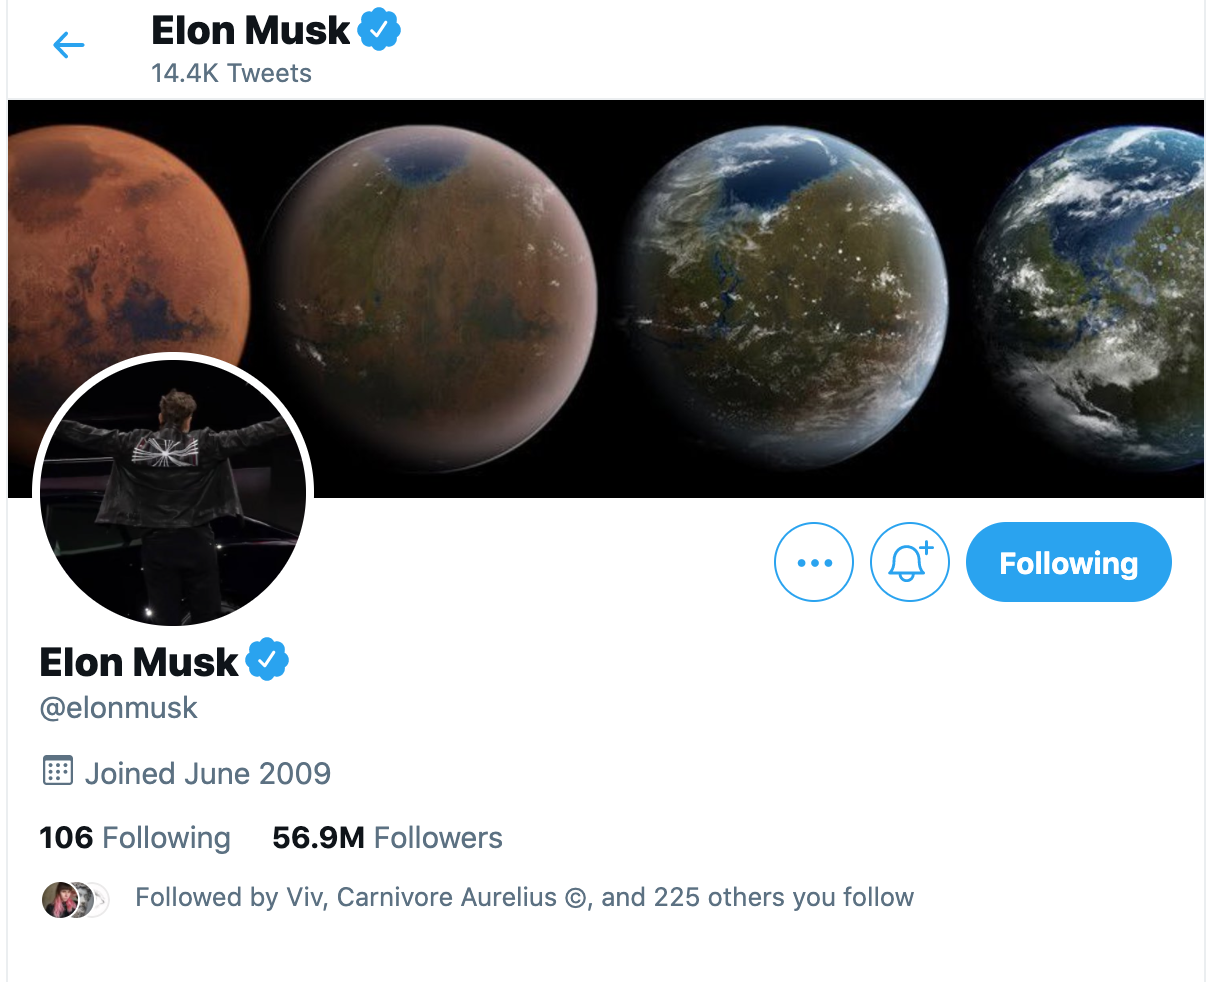 Elon Musk
14.4K Tweets
Following
Elon Musk
@elonmusk
Joined June 2009
106 Following 56.9M Followers
Followed by Viv, Carnivore Aurelius ©, and 225 others you follow